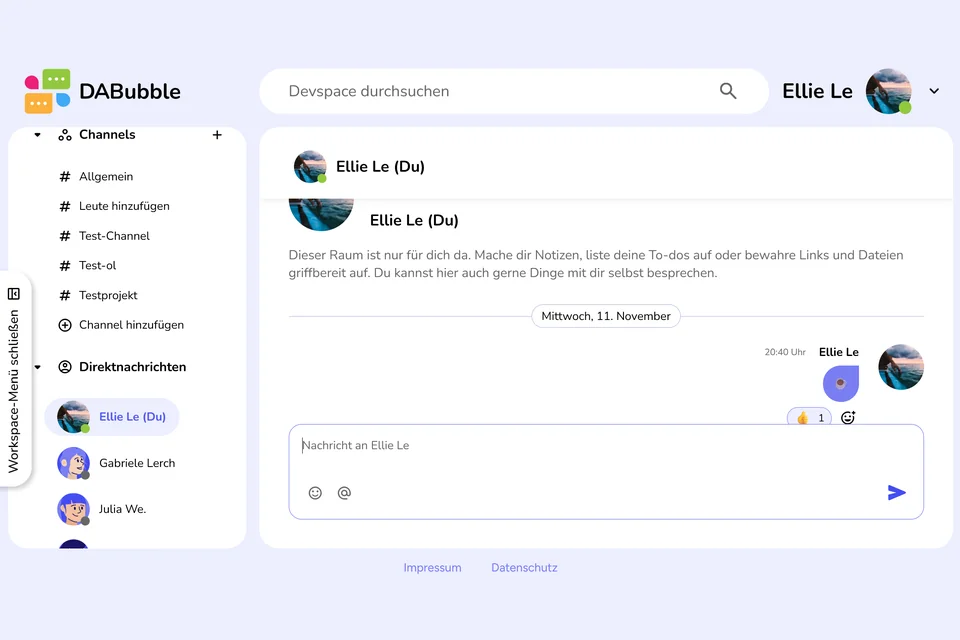 DABubble
Devspace durchsuchen
Ellie Le
Channels
+
# Allgemein
# Leute hinzufügen
# Test-Channel
# Test-ol
# Testprojekt
Channel hinzufügen
Direktnachrichten
Ellie Le (Du)
Gabriele Lerch
Julia We.
Workspace-Menü schließen
Ellie Le (Du)
Ellie Le (Du)
Dieser Raum ist nur für dich da. Mache dir Notizen, liste deine To-dos auf oder bewahre Links und Dateien
griffbereit auf. Du kannst hier auch gerne Dinge mit dir selbst besprechen.
Mittwoch, 11. November
20:40 Uhr Ellie Le
👍 1
Nachricht an Ellie Le
@
Impressum Datenschutz